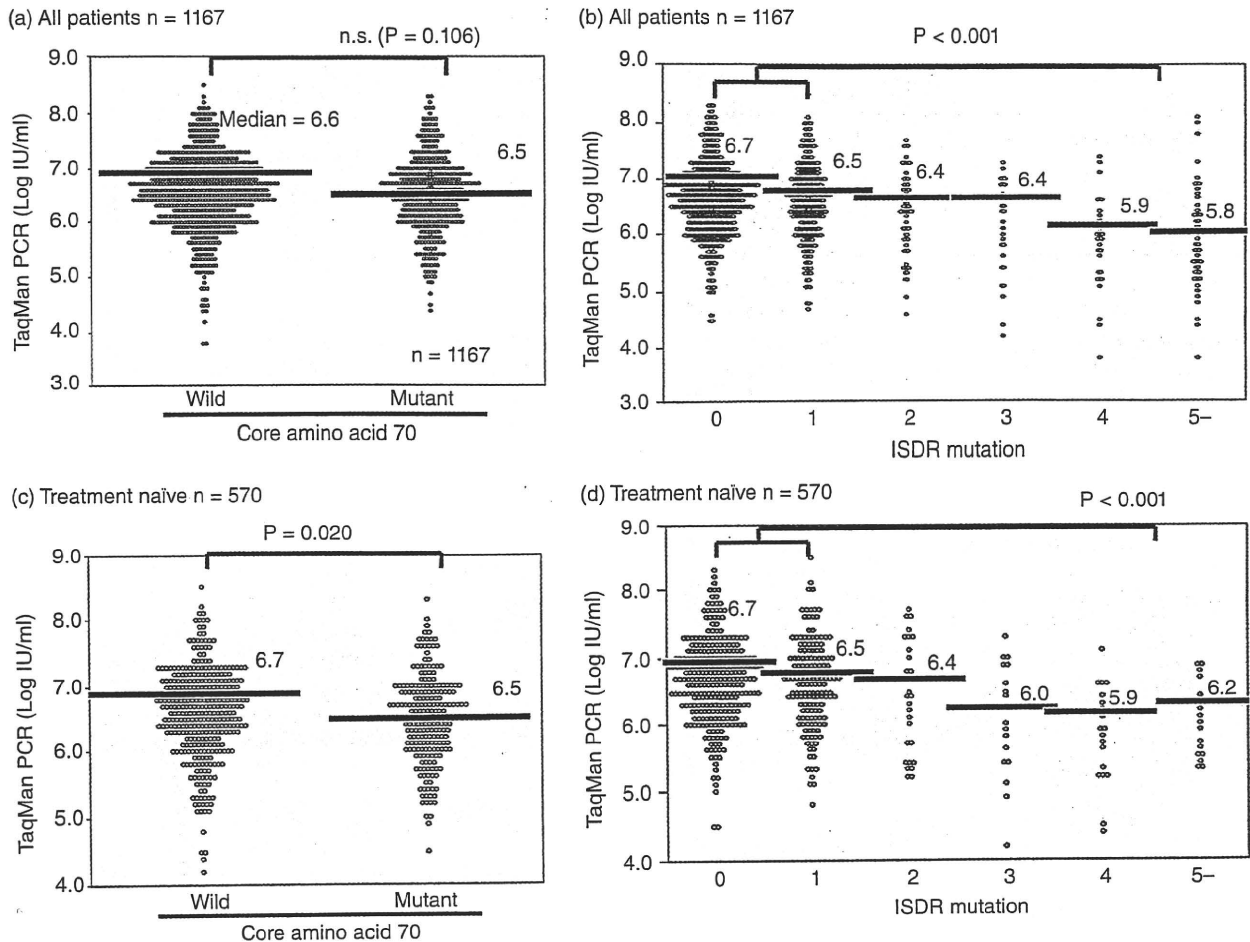 (a) All patients n = 1167
n.s. (P = 0.106)
TaqMan PCR (Log IU/ml)
9.0
8.0
7.0
6.0
5.0
4.0
3.0
Median = 6.6
6.5
n = 1167
Wild
Mutant
Core amino acid 70
(b) All patients n = 1167
P < 0.001
TaqMan PCR (Log IU/ml)
9.0
8.0
7.0
6.0
5.0
4.0
3.0
6.7
6.5
6.4
6.4
5.9
5.8
0 1 2 3 4 5–
ISDR mutation
(c) Treatment naïve n = 570
P = 0.020
TaqMan PCR (Log IU/ml)
9.0
8.0
7.0
6.0
5.0
4.0
6.7
6.5
Wild
Mutant
Core amino acid 70
(d) Treatment naïve n = 570
P < 0.001
TaqMan PCR (Log IU/ml)
9.0
8.0
7.0
6.0
5.0
4.0
6.7
6.5
6.4
6.0
5.9
6.2
0 1 2 3 4 5–
ISDR mutation